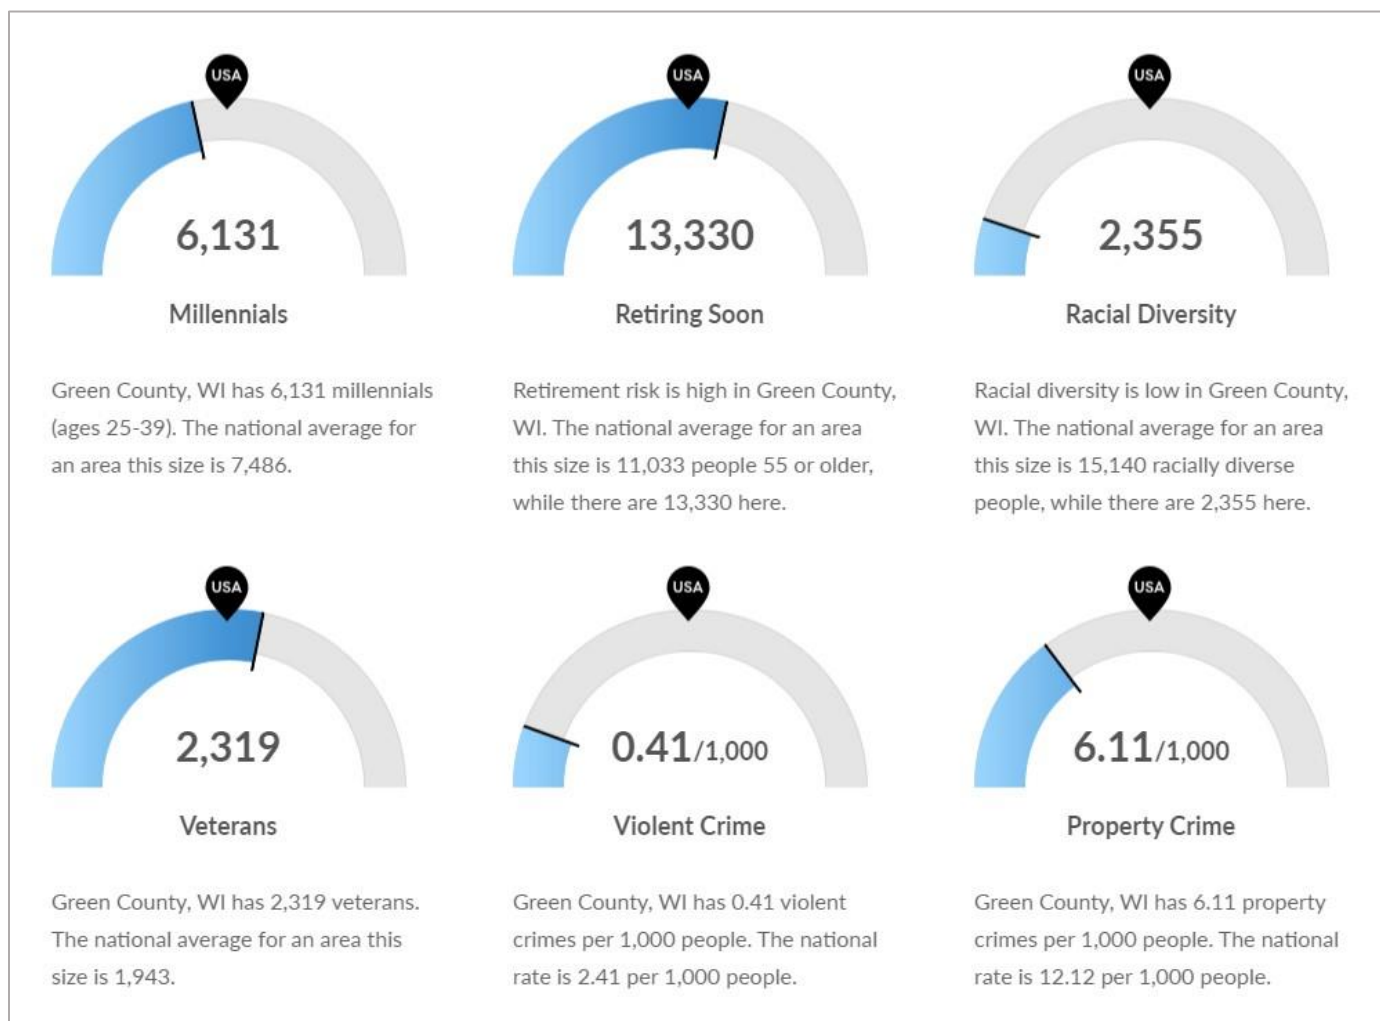 USA
6,131
Millennials
Green County, WI has 6,131 millennials
(ages 25-39). The national average for
an area this size is 7,486.
USA
13,330
Retiring Soon
Retirement risk is high in Green County,
WI. The national average for an area
this size is 11,033 people 55 or older,
while there are 13,330 here.
USA
2,355
Racial Diversity
Racial diversity is low in Green County,
WI. The national average for an area
this size is 15,140 racially diverse
people, while there are 2,355 here.
USA
2,319
Veterans
Green County, WI has 2,319 veterans.
The national average for an area this
size is 1,943.
USA
0.41/1,000
Violent Crime
Green County, WI has 0.41 violent
crimes per 1,000 people. The national
rate is 2.41 per 1,000 people.
USA
6.11/1,000
Property Crime
Green County, WI has 6.11 property
crimes per 1,000 people. The national
rate is 12.12 per 1,000 people.